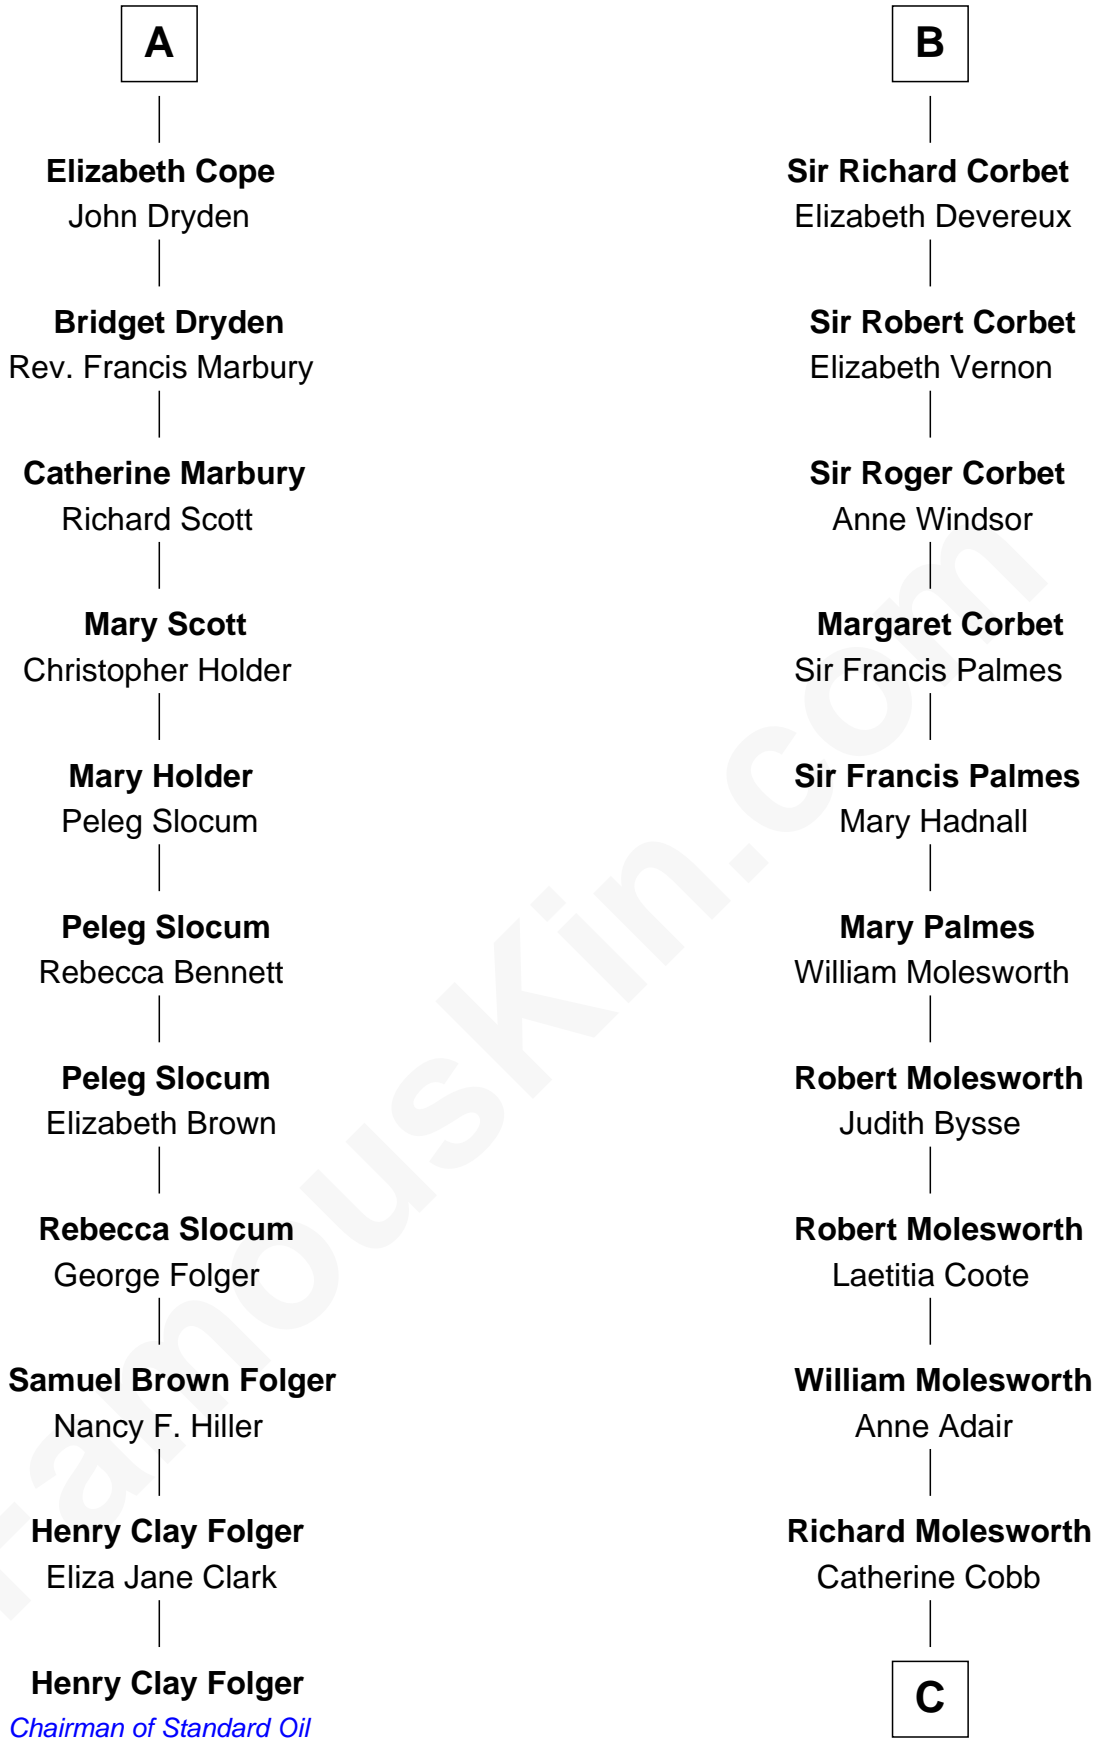 A
Elizabeth Cope
John Dryden
Bridget Dryden
Rev. Francis Marbury
Catherine Marbury
Richard Scott
Mary Scott
Christopher Holder
Mary Holder
Peleg Slocum
Peleg Slocum
Rebecca Bennett
Peleg Slocum
Elizabeth Brown
Rebecca Slocum
George Folger
Samuel Brown Folger
Nancy F. Hiller
Henry Clay Folger
Eliza Jane Clark
Henry Clay Folger
Chairman of Standard Oil
B
Sir Richard Corbet
Elizabeth Devereux
Sir Robert Corbet
Elizabeth Vernon
Sir Roger Corbet
Anne Windsor
Margaret Corbet
Sir Francis Palmes
Sir Francis Palmes
Mary Hadnall
Mary Palmes
William Molesworth
Robert Molesworth
Judith Bysse
Robert Molesworth
Laetitia Coote
William Molesworth
Anne Adair
Richard Molesworth
Catherine Cobb
C
FamousKin.com